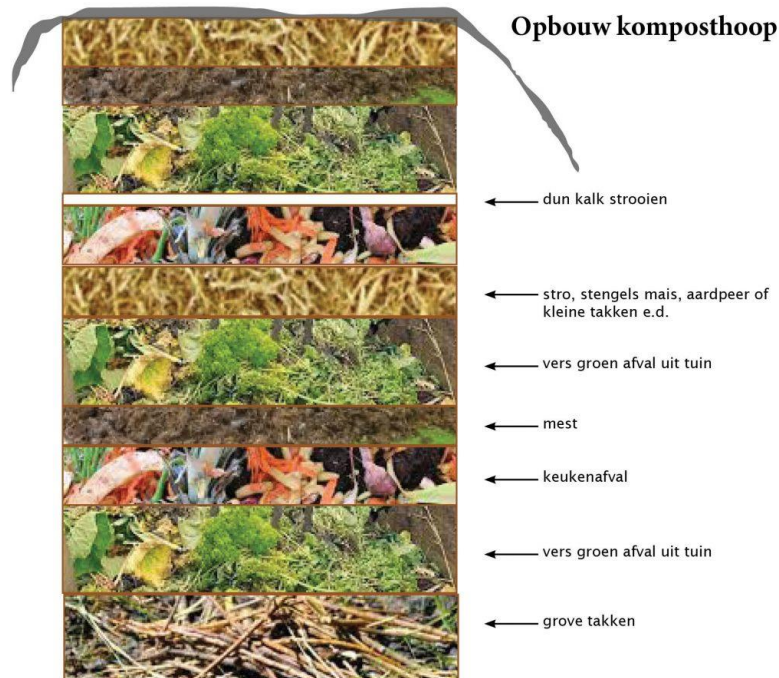 Opbouw komposthoop
dun kalk strooien
stro, stengels mais, aardpeer of
kleine takken e.d.
vers groen afval uit tuin
mest
keukenafval
vers groen afval uit tuin
grove takken